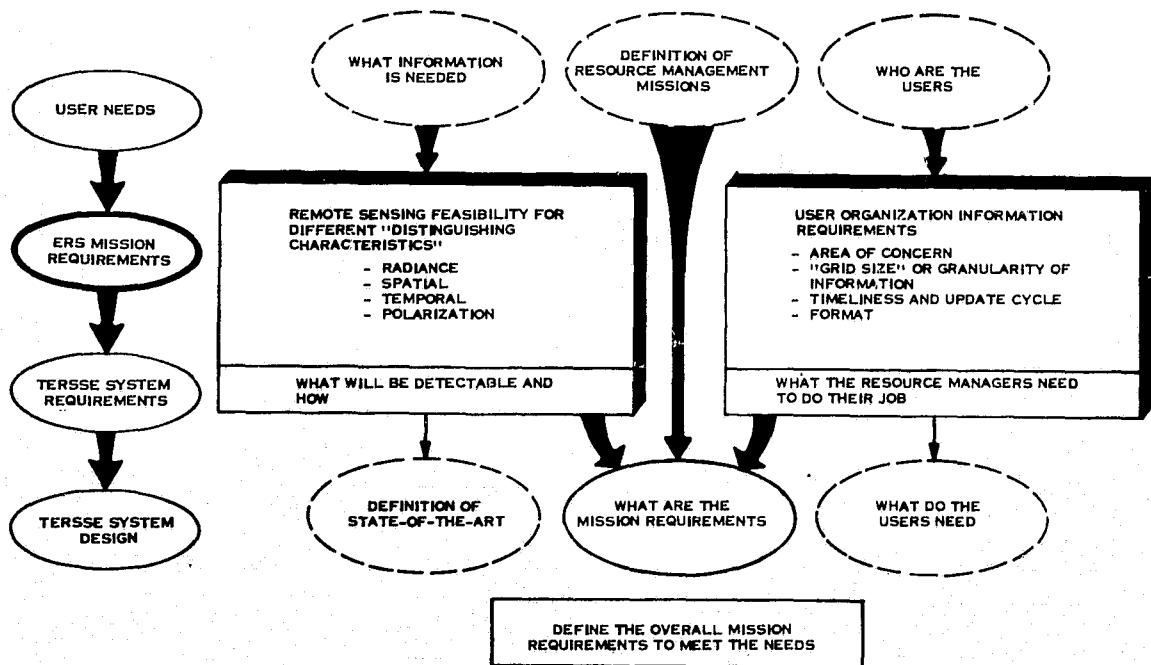 USER NEEDS
ERS MISSION
REQUIREMENTS
TERSSE SYSTEM
REQUIREMENTS
TERSSE SYSTEM
DESIGN
WHAT INFORMATION
IS NEEDED
DEFINITION OF
RESOURCE MANAGEMENT
MISSIONS
WHO ARE THE
USERS
REMOTE SENSING FEASIBILITY FOR
DIFFERENT "DISTINGUISHING
CHARACTERISTICS"
- RADIANCE
- SPATIAL
- TEMPORAL
- POLARIZATION
WHAT WILL BE DETECTABLE AND
HOW
USER ORGANIZATION INFORMATION
REQUIREMENTS
- AREA OF CONCERN
- "GRID SIZE" OR GRANULARITY OF
INFORMATION
- TIMELINESS AND UPDATE CYCLE
- FORMAT
WHAT THE RESOURCE MANAGERS NEED
TO DO THEIR JOB
DEFINITION OF
STATE-OF-THE-ART
WHAT ARE THE
MISSION REQUIREMENTS
WHAT DO THE
USERS NEED
DEFINE THE OVERALL MISSION
REQUIREMENTS TO MEET THE NEEDS